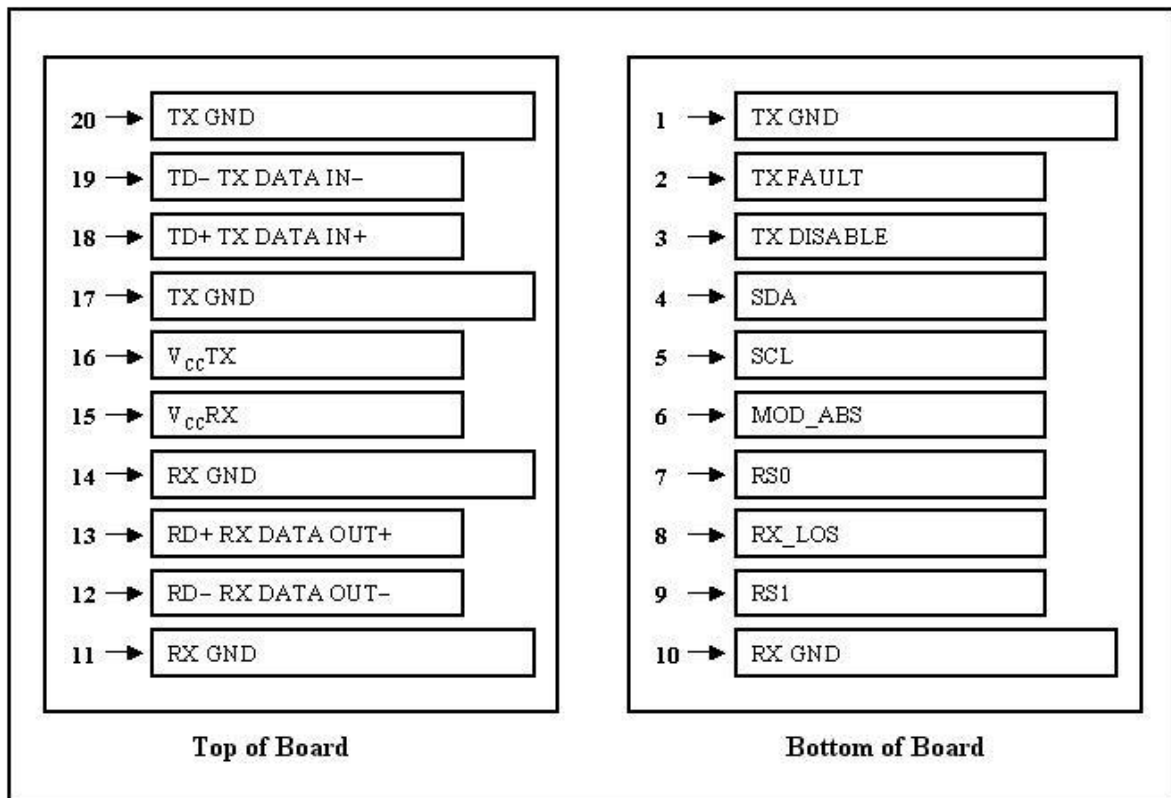 20 TX GND
19 TD− TX DATA IN−
18 TD+ TX DATA IN+
17 TX GND
16 VCCTX
15 VCCRX
14 RX GND
13 RD+ RX DATA OUT+
12 RD− RX DATA OUT−
11 RX GND
Top of Board
1 TX GND
2 TX FAULT
3 TX DISABLE
4 SDA
5 SCL
6 MOD_ABS
7 RS0
8 RX_LOS
9 RS1
10 RX GND
Bottom of Board